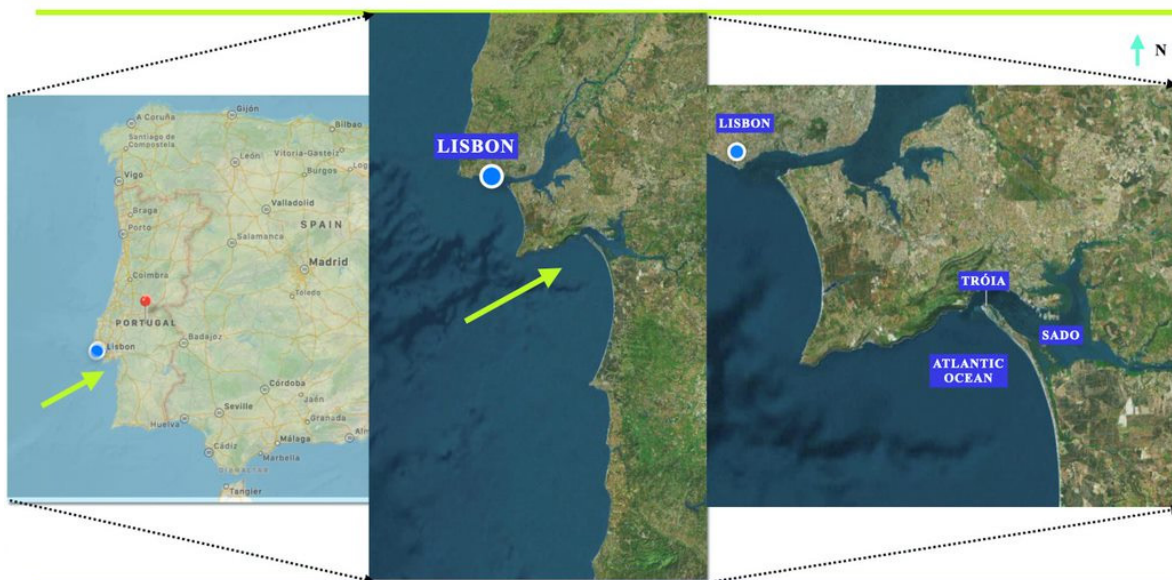 N
Gijón
A Coruña
Santiago de
Compostela
Bilbao
León
Vitoria-Gasteiz
Burgos
Vigo
Braga
Valladolid
Porto
SPAIN
Salamanca
Coimbra
Madrid
Toledo
PORTUGAL
Badajoz
Lisbon
Córdoba
Jaén
Seville
Huelva
Granada
Málaga
Cádiz
Marbella
Tangier
LISBON
LISBON
TRÓIA
SADO
ATLANTIC
OCEAN